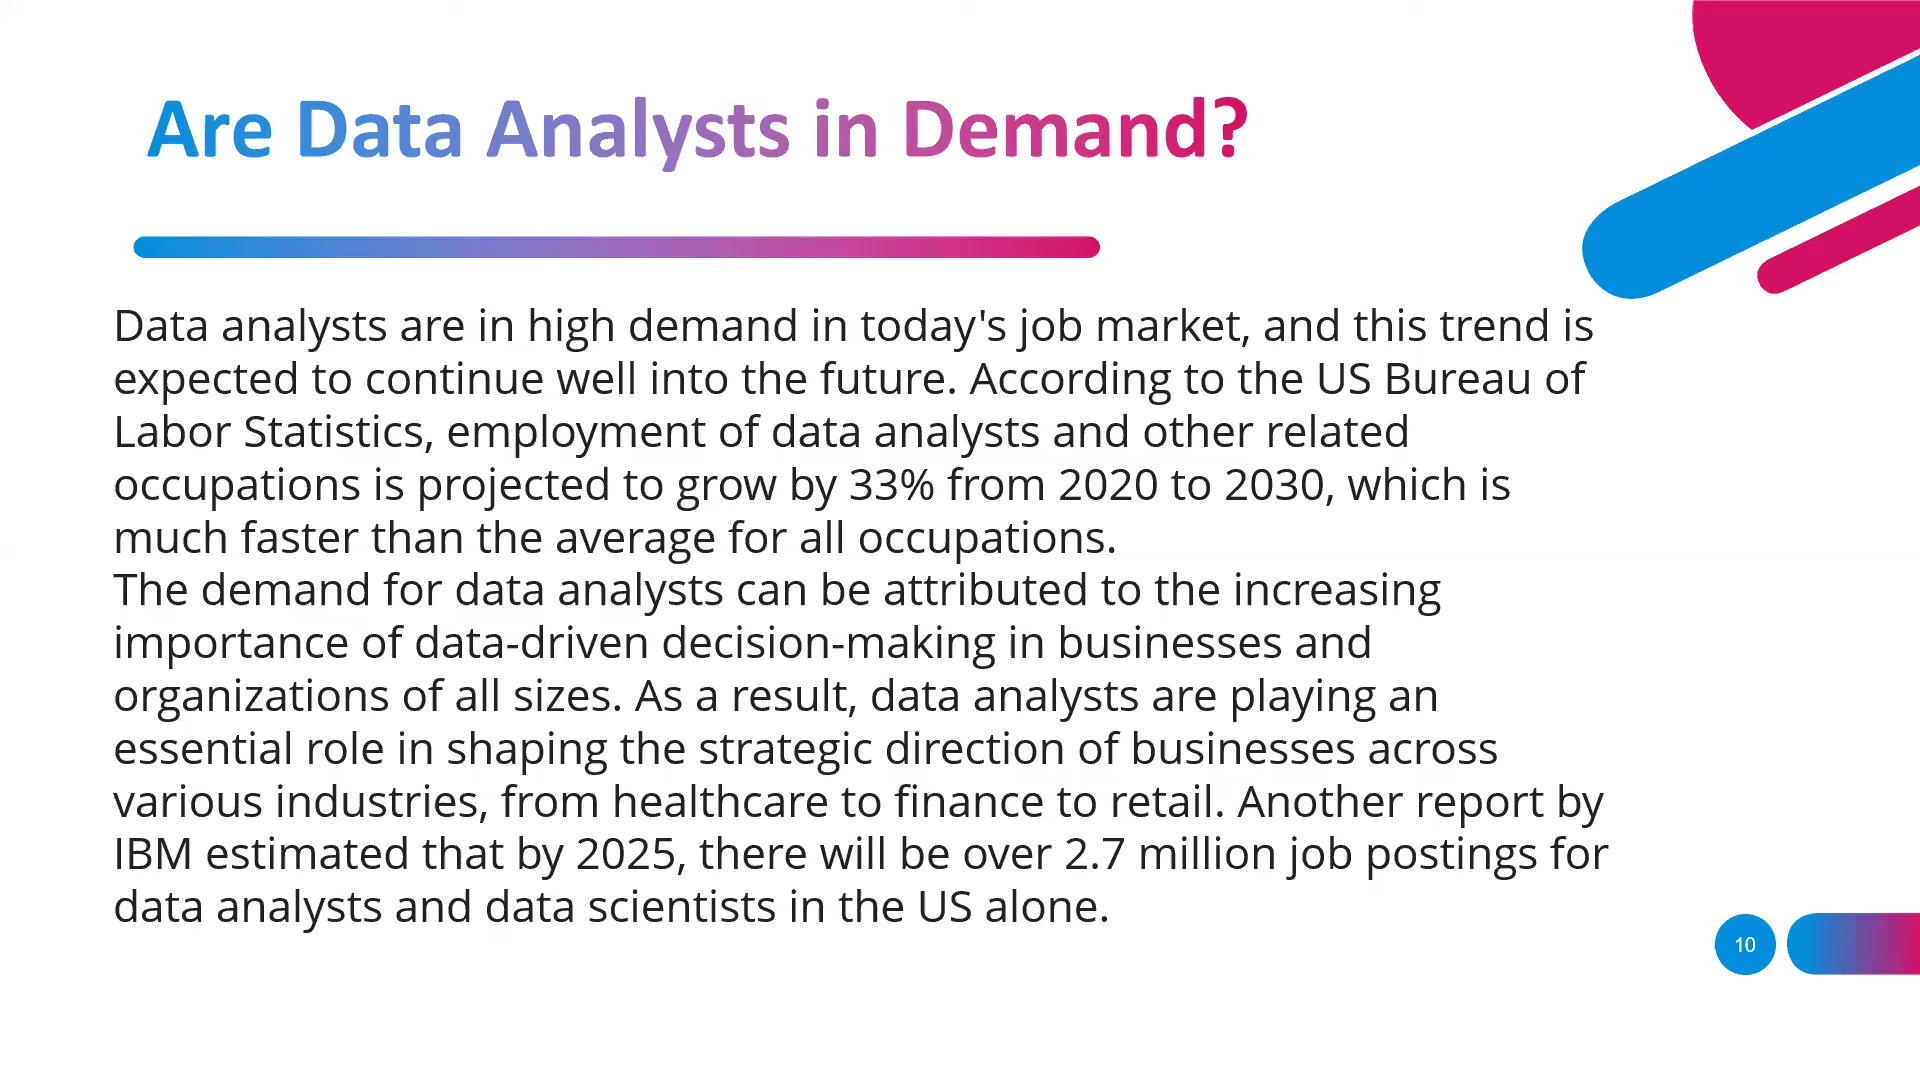 Are Data Analysts in Demand?
Data analysts are in high demand in today's job market, and this trend is
expected to continue well into the future. According to the US Bureau of
Labor Statistics, employment of data analysts and other related
occupations is projected to grow by 33% from 2020 to 2030, which is
much faster than the average for all occupations.
The demand for data analysts can be attributed to the increasing
importance of data-driven decision-making in businesses and
organizations of all sizes. As a result, data analysts are playing an
essential role in shaping the strategic direction of businesses across
various industries, from healthcare to finance to retail. Another report by
IBM estimated that by 2025, there will be over 2.7 million job postings for
data analysts and data scientists in the US alone.
10